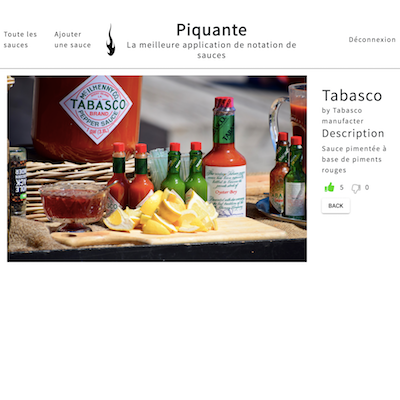 Toute les
sauces
Ajouter
une sauce
Piquante
La meilleure application de notation de
sauces
Déconnexion
McILHENNY CO.
TABASCO
BRAND
PEPPER SAUCE
Tabasco
by Tabasco
manufacter
Description
Sauce pimentée à
base de piments
rouges
5
0
BACK